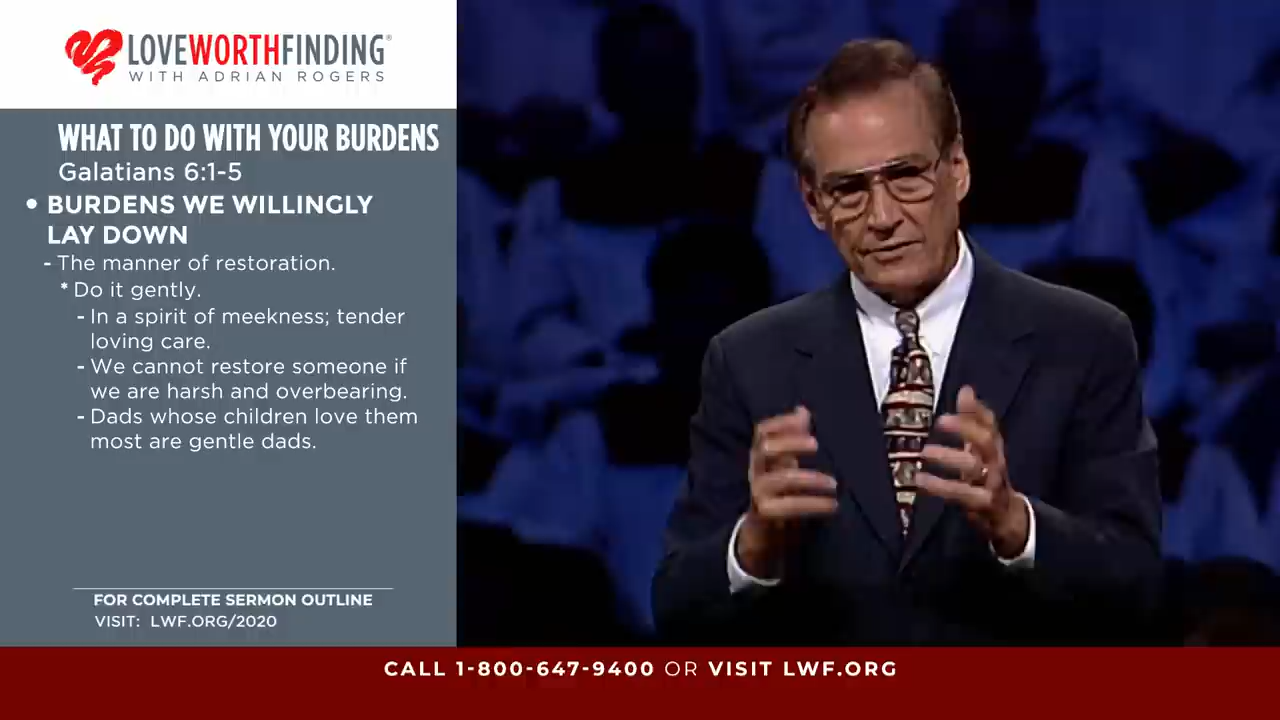 LOVEWORTHFINDING®
WITH ADRIAN ROGERS
WHAT TO DO WITH YOUR BURDENS
Galatians 6:1-5
• BURDENS WE WILLINGLY
LAY DOWN
- The manner of restoration.
* Do it gently.
- In a spirit of meekness; tender
loving care.
- We cannot restore someone if
we are harsh and overbearing.
- Dads whose children love them
most are gentle dads.
FOR COMPLETE SERMON OUTLINE
VISIT: LWF.ORG/2020
CALL 1-800-647-9400 OR VISIT LWF.ORG